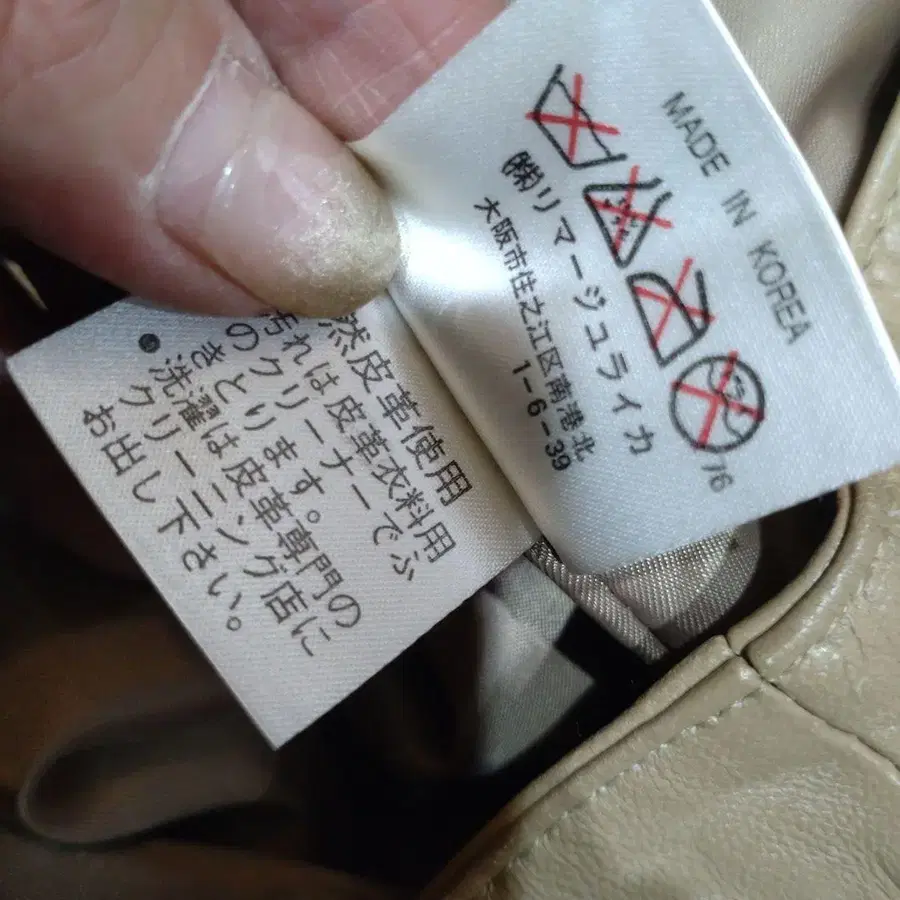 MADE IN KOREA
'76
㈱リマージュライカ
大阪市住之江区南港北
1-6-39
然皮革使用
汚れは皮革衣料用
のクリーナーでふ
きとります。
●洗濯は皮革専門の
クリーニング店に
お出し下さい。